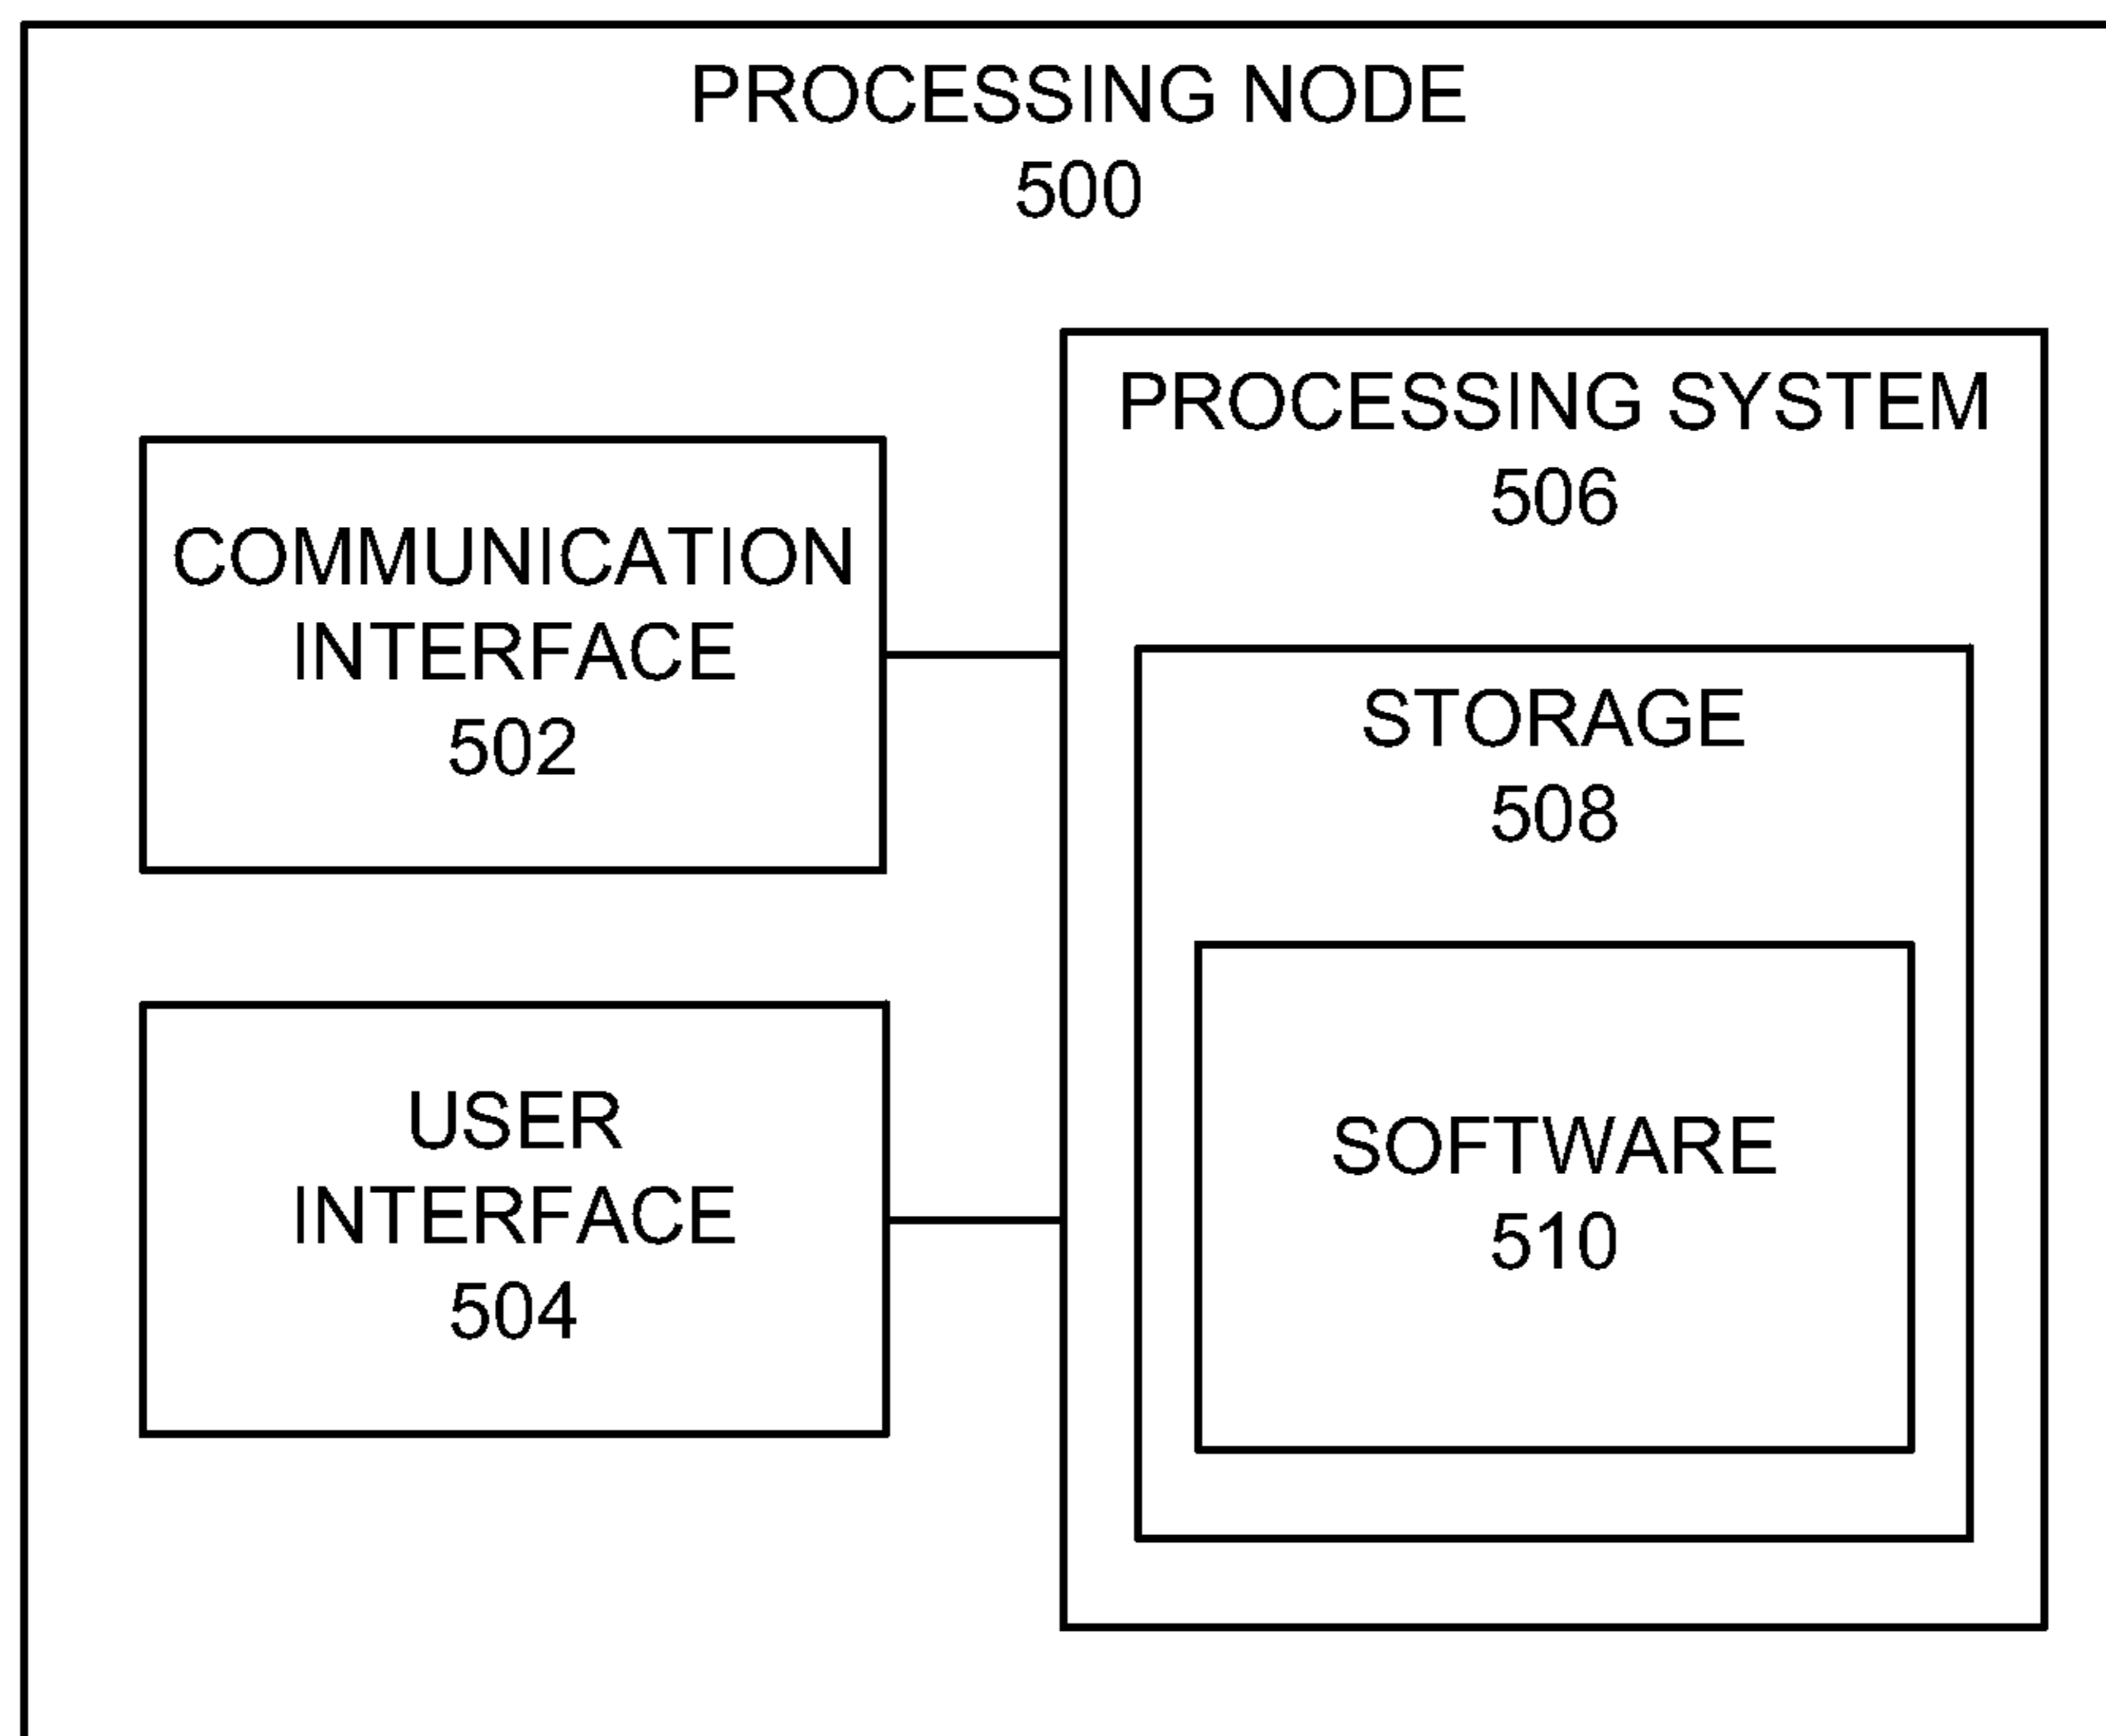 PROCESSING NODE
500
PROCESSING SYSTEM
506
COMMUNICATION
INTERFACE
502
STORAGE
508
USER
INTERFACE
504
SOFTWARE
510